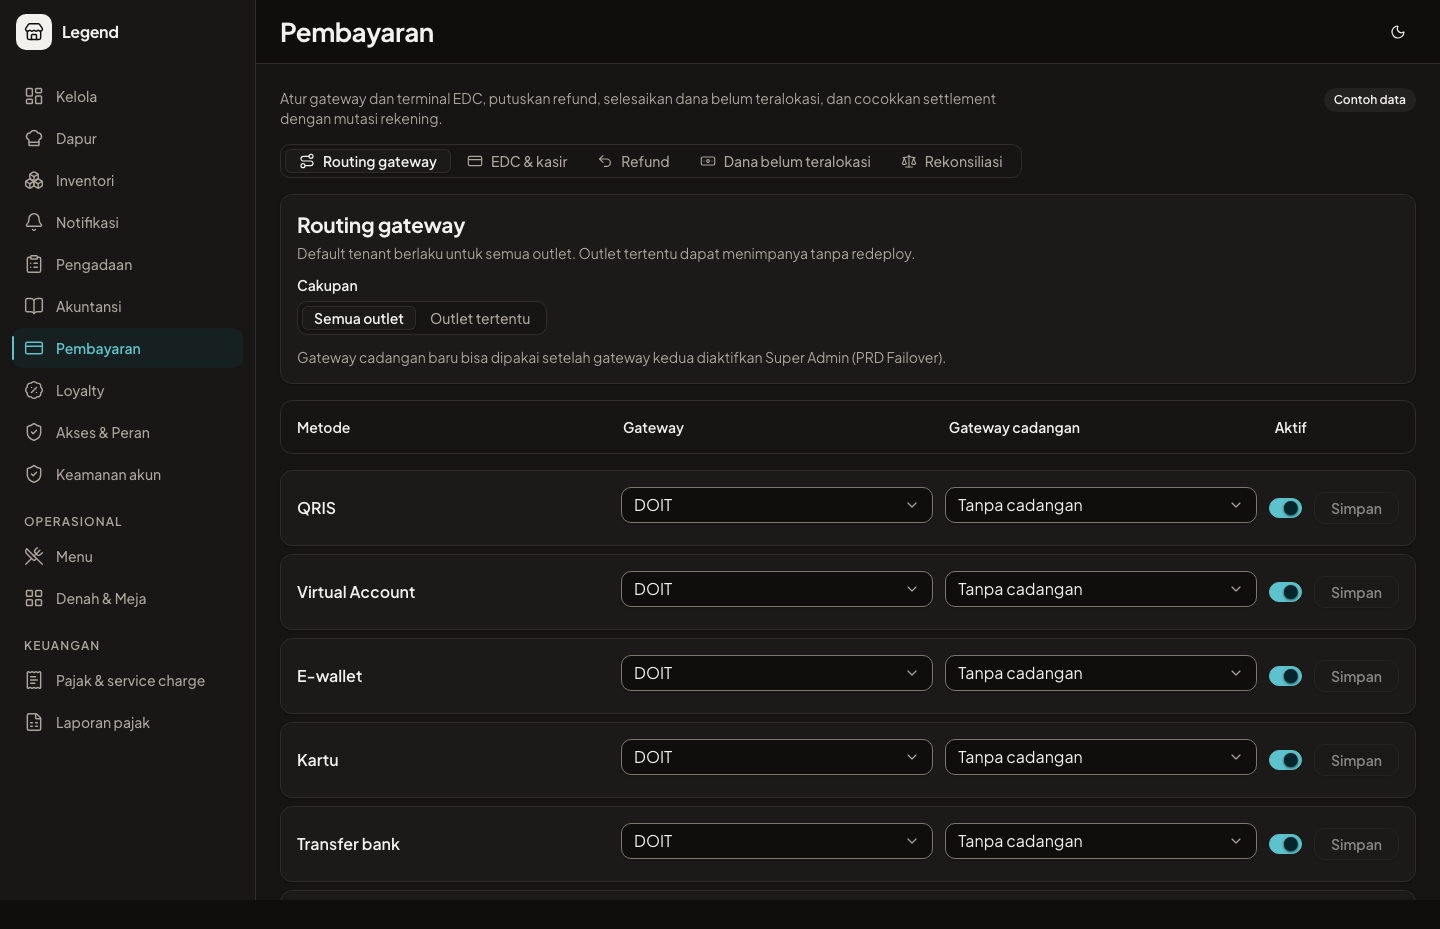 Legend
Kelola
Dapur
Inventori
Notifikasi
Pengadaan
Akuntansi
Pembayaran
Loyalty
Akses & Peran
Keamanan akun
OPERASIONAL
Menu
Denah & Meja
KEUANGAN
Pajak & service charge
Laporan pajak
Pembayaran
Atur gateway dan terminal EDC, putuskan refund, selesaikan dana belum teralokasi, dan cocokkan settlement
dengan mutasi rekening.
Contoh data
Routing gateway EDC & kasir Refund Dana belum teralokasi Rekonsiliasi
Routing gateway
Default tenant berlaku untuk semua outlet. Outlet tertentu dapat menimpanya tanpa redeploy.
Cakupan
Semua outlet Outlet tertentu
Gateway cadangan baru bisa dipakai setelah gateway kedua diaktifkan Super Admin (PRD Failover).
Metode Gateway Gateway cadangan Aktif
QRIS DOIT Tanpa cadangan Simpan
Virtual Account DOIT Tanpa cadangan Simpan
E-wallet DOIT Tanpa cadangan Simpan
Kartu DOIT Tanpa cadangan Simpan
Transfer bank DOIT Tanpa cadangan Simpan